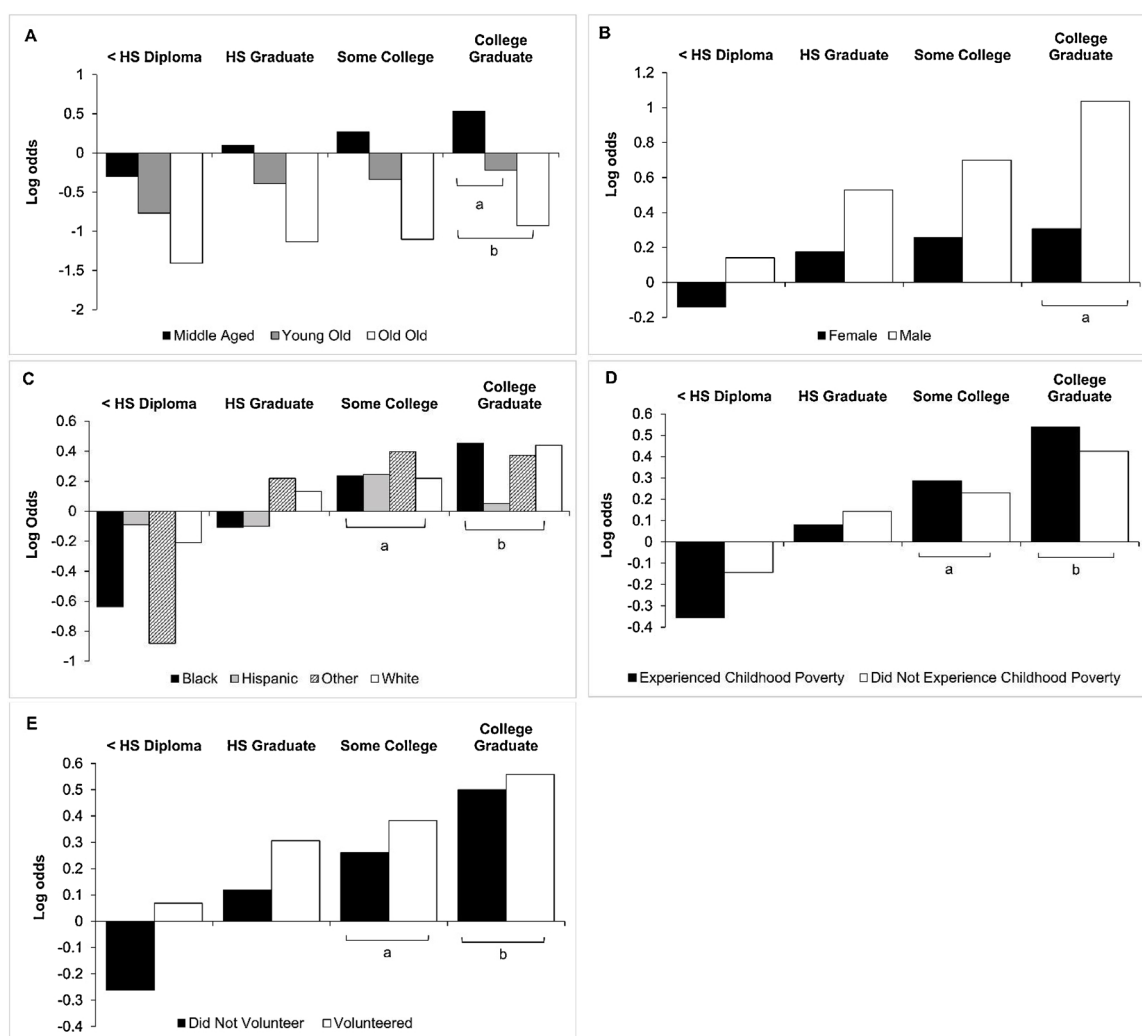 A
< HS Diploma HS Graduate Some College College Graduate
Log odds
1
0.5
0
-0.5
-1
-1.5
-2
a
b
Middle Aged Young Old Old Old
B
< HS Diploma HS Graduate Some College College Graduate
Log odds
1.2
1
0.8
0.6
0.4
0.2
0
-0.2
a
Female Male
C
< HS Diploma HS Graduate Some College College Graduate
Log Odds
0.6
0.4
0.2
0
-0.2
-0.4
-0.6
-0.8
-1
a
b
Black Hispanic Other White
D
< HS Diploma HS Graduate Some College College Graduate
Log odds
0.6
0.5
0.4
0.3
0.2
0.1
0
-0.1
-0.2
-0.3
-0.4
a
b
Experienced Childhood Poverty Did Not Experience Childhood Poverty
E
< HS Diploma HS Graduate Some College College Graduate
Log odds
0.6
0.5
0.4
0.3
0.2
0.1
0
-0.1
-0.2
-0.3
-0.4
a
b
Did Not Volunteer Volunteered